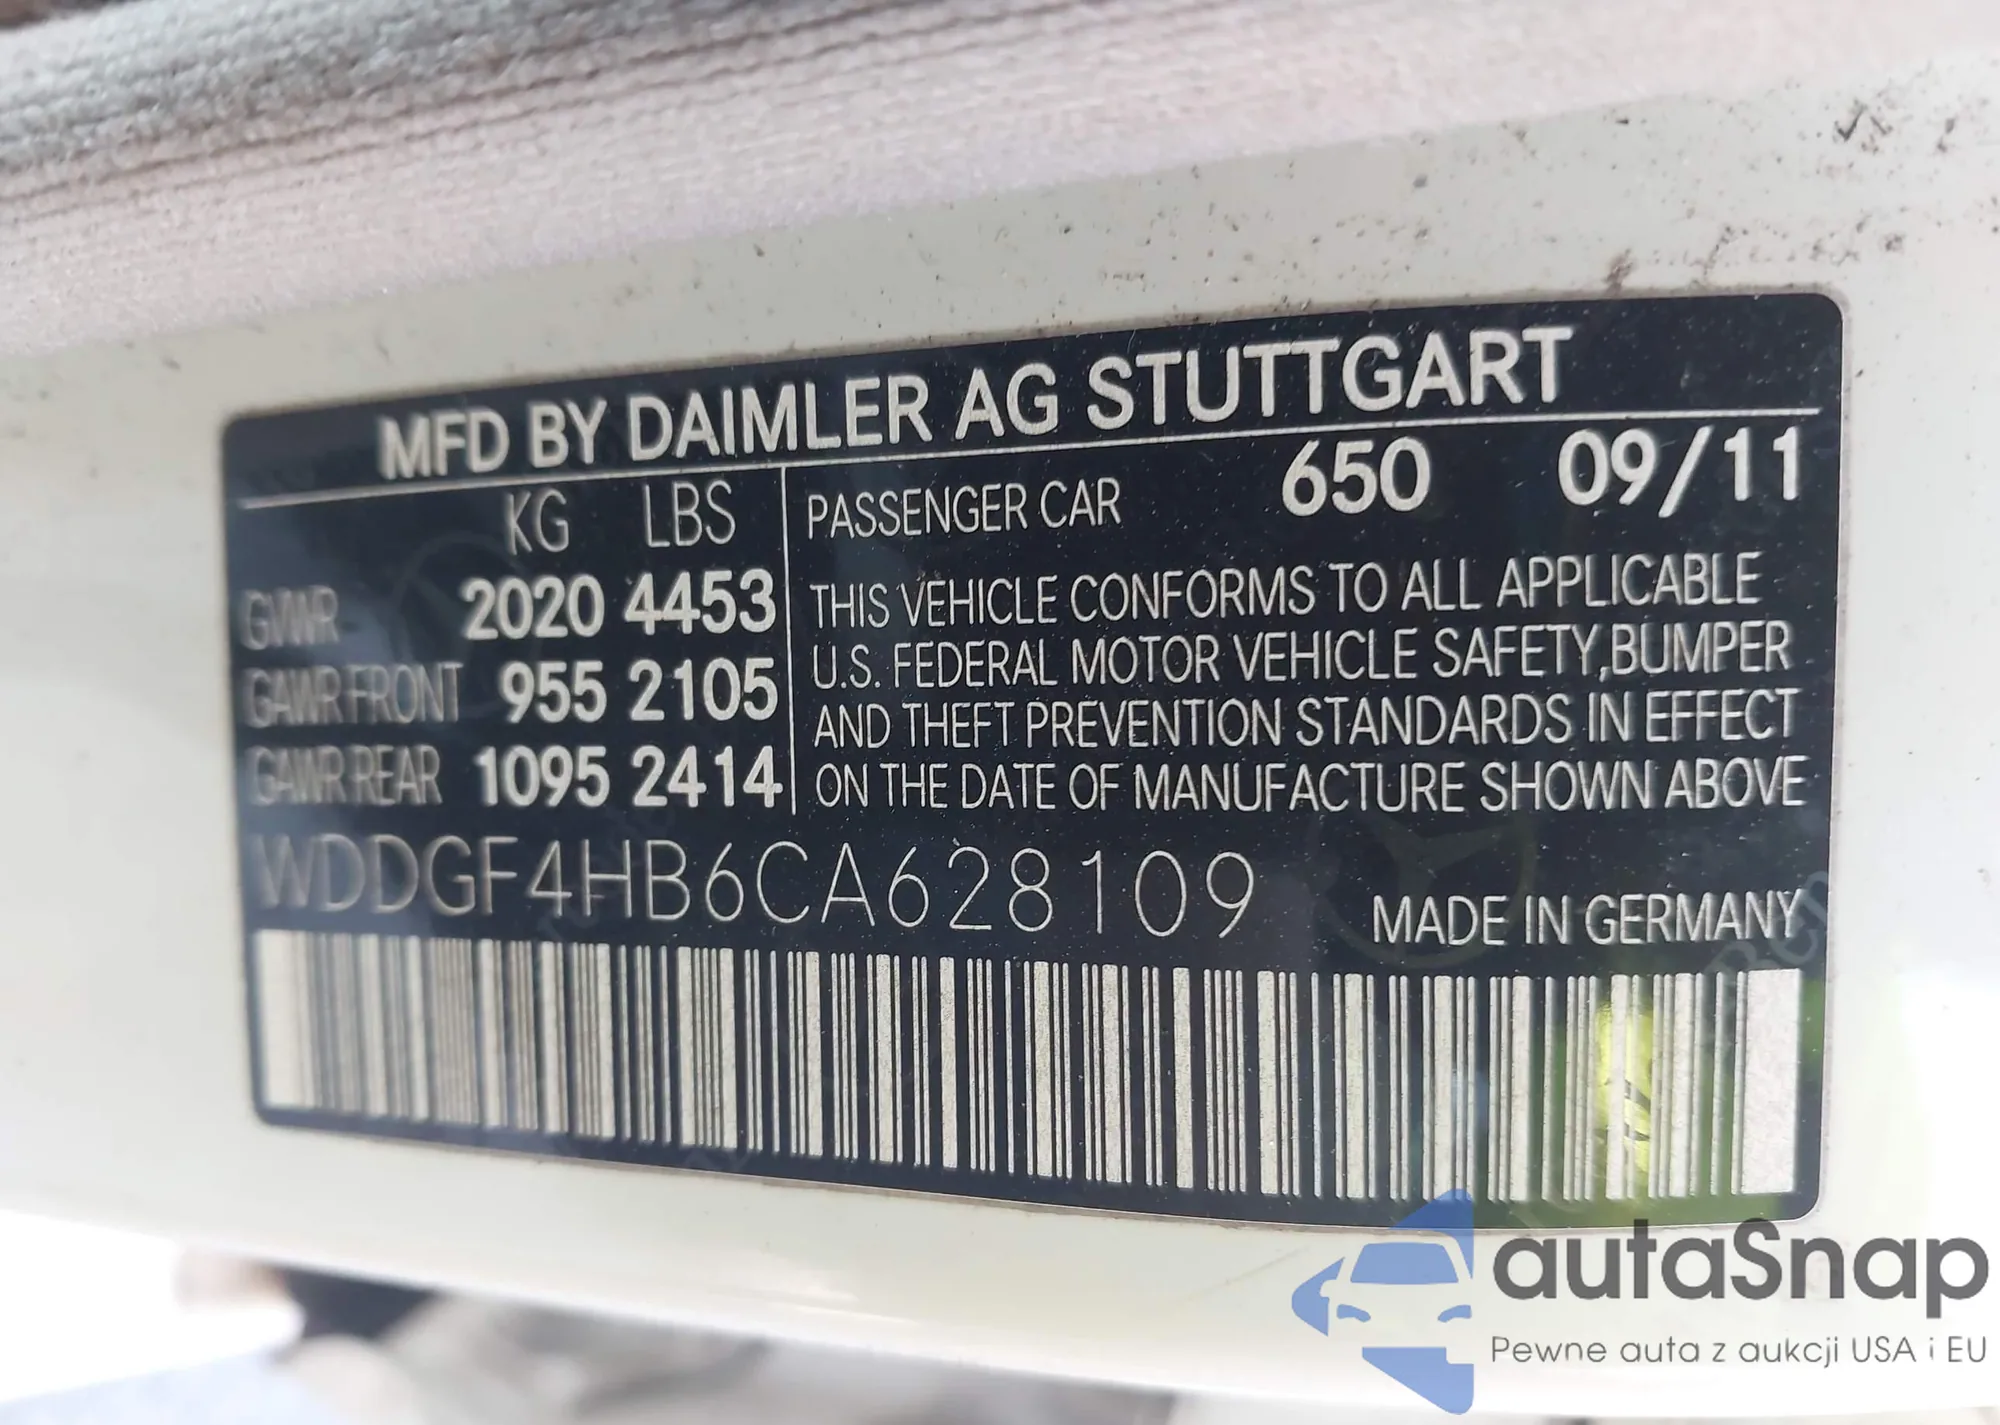 MFD BY DAIMLER AG STUTTGART
KG LBS
GVWR 2020 4453
GAWR FRONT 955 2105
GAWR REAR 1095 2414
PASSENGER CAR 650 09/11
THIS VEHICLE CONFORMS TO ALL APPLICABLE
U.S. FEDERAL MOTOR VEHICLE SAFETY,BUMPER
AND THEFT PREVENTION STANDARDS IN EFFECT
ON THE DATE OF MANUFACTURE SHOWN ABOVE
WDDGF4HB6CA628109
MADE IN GERMANY
autaSnap
Pewne auta z aukcji USA i EU